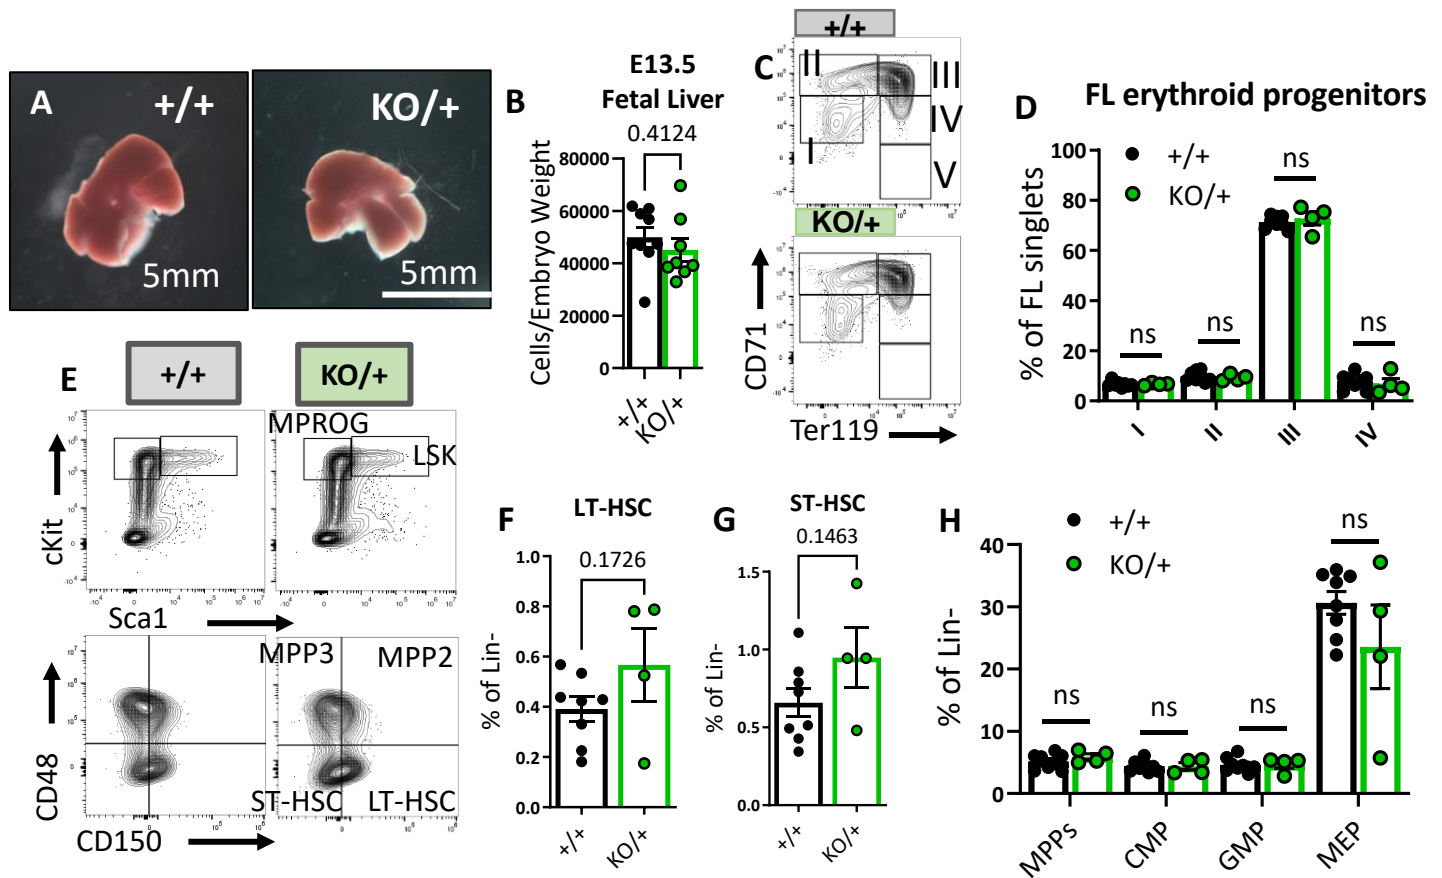 A
+/+
5mm
KO/+
5mm
B
E13.5
Fetal Liver
0.4124
Cells/Embryo Weight
80000
60000
40000
20000
0
+/+
KO/+
C
+/+
II
III
IV
I
V
KO/+
CD71
Ter119
D
FL erythroid progenitors
+/+
KO/+
% of FL singlets
100
80
60
40
20
0
ns
ns
ns
ns
I
II
III
IV
E
+/+
KO/+
MPROG
LSK
cKit
Sca1
MPP3
MPP2
ST-HSC
LT-HSC
CD48
CD150
F
LT-HSC
0.1726
% of Lin-
1.0
0.8
0.6
0.4
0.2
0.0
+/+
KO/+
G
ST-HSC
0.1463
% of Lin-
1.5
1.0
0.5
0.0
+/+
KO/+
H
+/+
KO/+
% of Lin-
40
30
20
10
0
ns
ns
ns
ns
MPPs
CMP
GMP
MEP